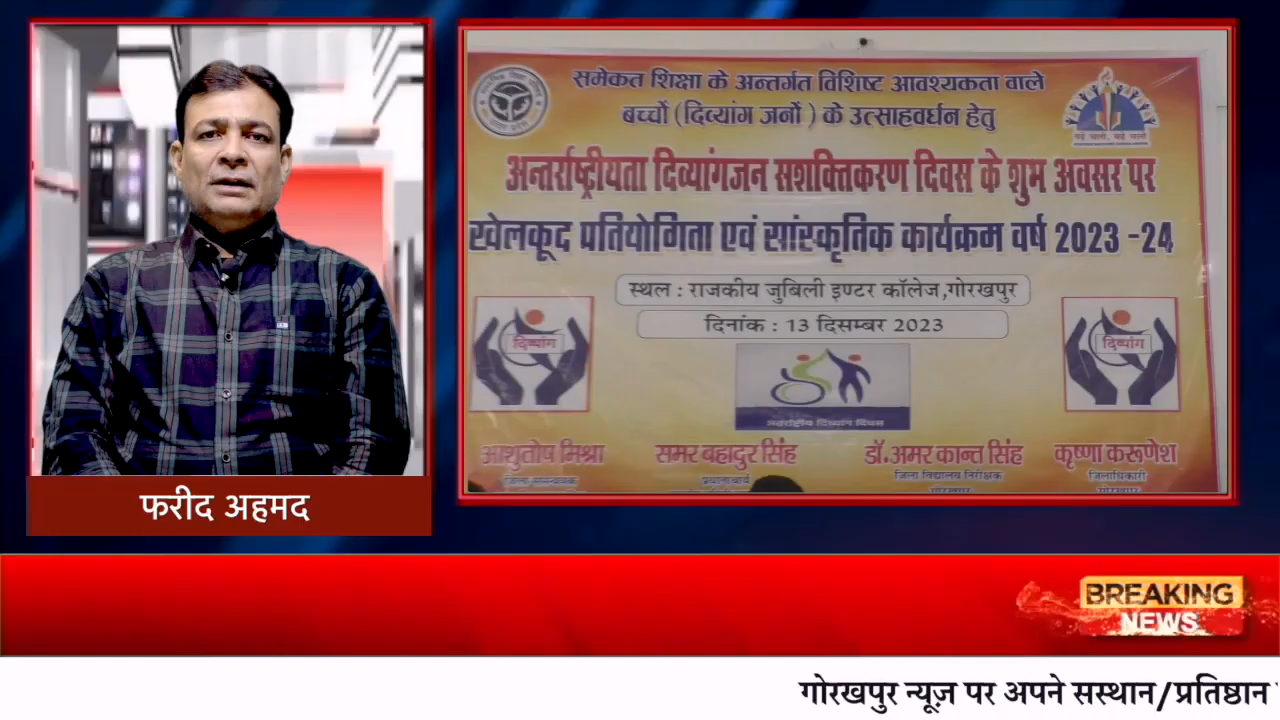 समेकत शिक्षा के अन्तर्गत विशिष्ट आवश्यकता वाले
बच्चों (दिव्यांग जनों) के उत्साहवर्धन हेतु
अन्तर्राष्ट्रीयता दिव्यांगजन सशक्तिकरण दिवस के शुभ अवसर पर
खेलकूद प्रतियोगिता एवं सांस्कृतिक कार्यक्रम वर्ष 2023 -24
स्थल : राजकीय जुबिली इण्टर कॉलेज,गोरखपुर
दिनांक : 13 दिसम्बर 2023
दिव्यांग
दिव्यांग
आशुतोष मिश्रा
समर बहादुर सिंह
डॉ. अमर कान्त सिंह
जिला विद्यालय निरीक्षक
गोरखपुर
कृष्णा करूणेश
जिलाधिकारी
गोरखपुर
फरीद अहमद
BREAKING
NEWS
गोरखपुर न्यूज़ पर अपने सस्थान/प्रतिष्ठान